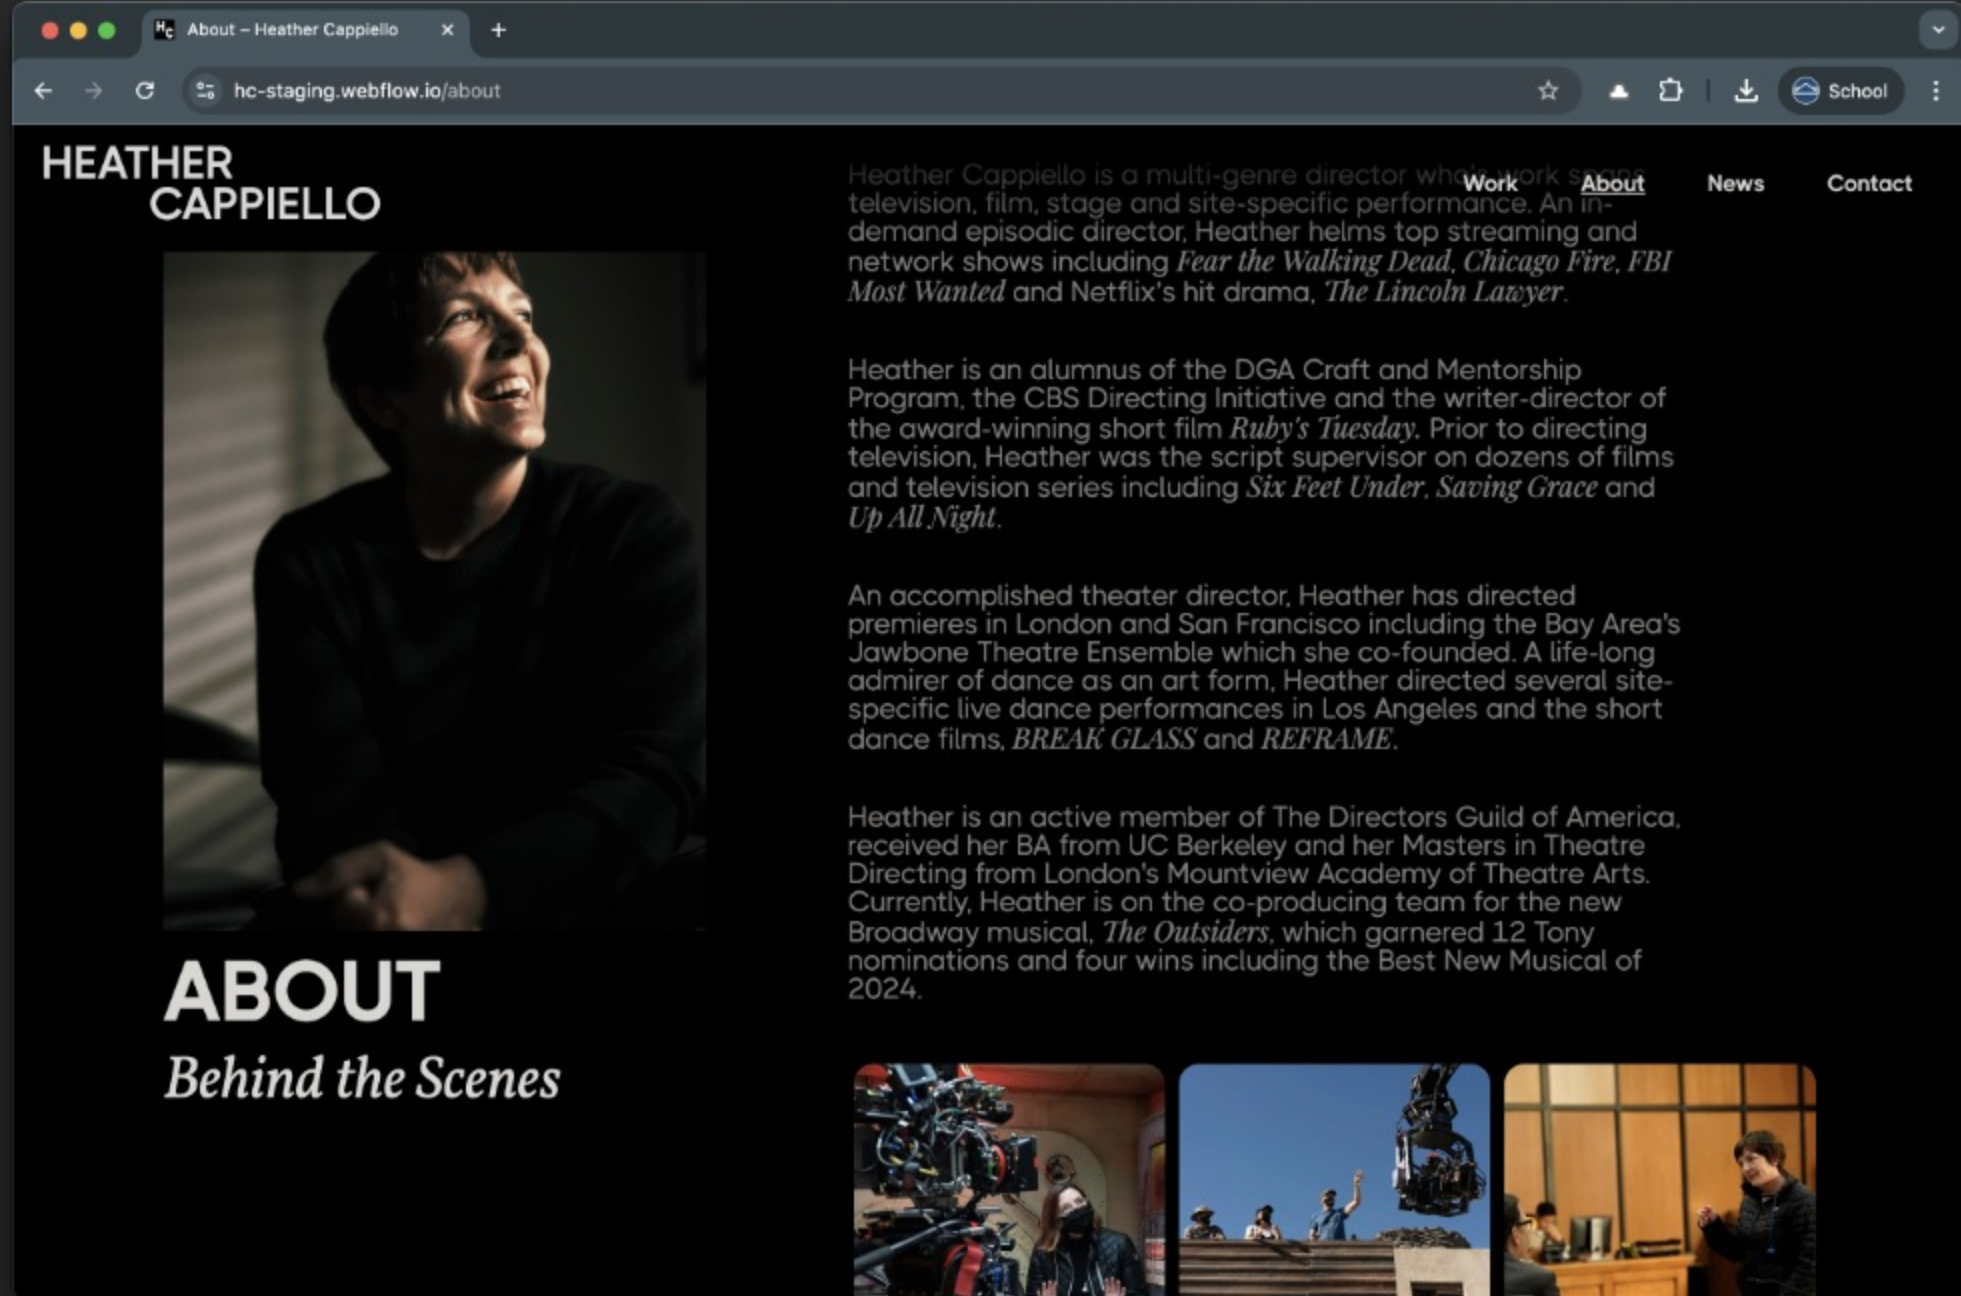 About – Heather Cappiello
hc-staging.webflow.io/about
School
HEATHER
CAPPIELLO
Work
About
News
Contact
Heather Cappiello is a multi-genre director who's work spans
television, film, stage and site-specific performance. An in-
demand episodic director, Heather helms top streaming and
network shows including Fear the Walking Dead, Chicago Fire, FBI
Most Wanted and Netflix's hit drama, The Lincoln Lawyer.
Heather is an alumnus of the DGA Craft and Mentorship
Program, the CBS Directing Initiative and the writer-director of
the award-winning short film Ruby's Tuesday. Prior to directing
television, Heather was the script supervisor on dozens of films
and television series including Six Feet Under, Saving Grace and
Up All Night.
An accomplished theater director, Heather has directed
premieres in London and San Francisco including the Bay Area's
Jawbone Theatre Ensemble which she co-founded. A life-long
admirer of dance as an art form, Heather directed several site-
specific live dance performances in Los Angeles and the short
dance films, BREAK GLASS and REFRAME.
Heather is an active member of The Directors Guild of America,
received her BA from UC Berkeley and her Masters in Theatre
Directing from London's Mountview Academy of Theatre Arts.
Currently, Heather is on the co-producing team for the new
Broadway musical, The Outsiders, which garnered 12 Tony
nominations and four wins including the Best New Musical of
2024.
ABOUT
Behind the Scenes